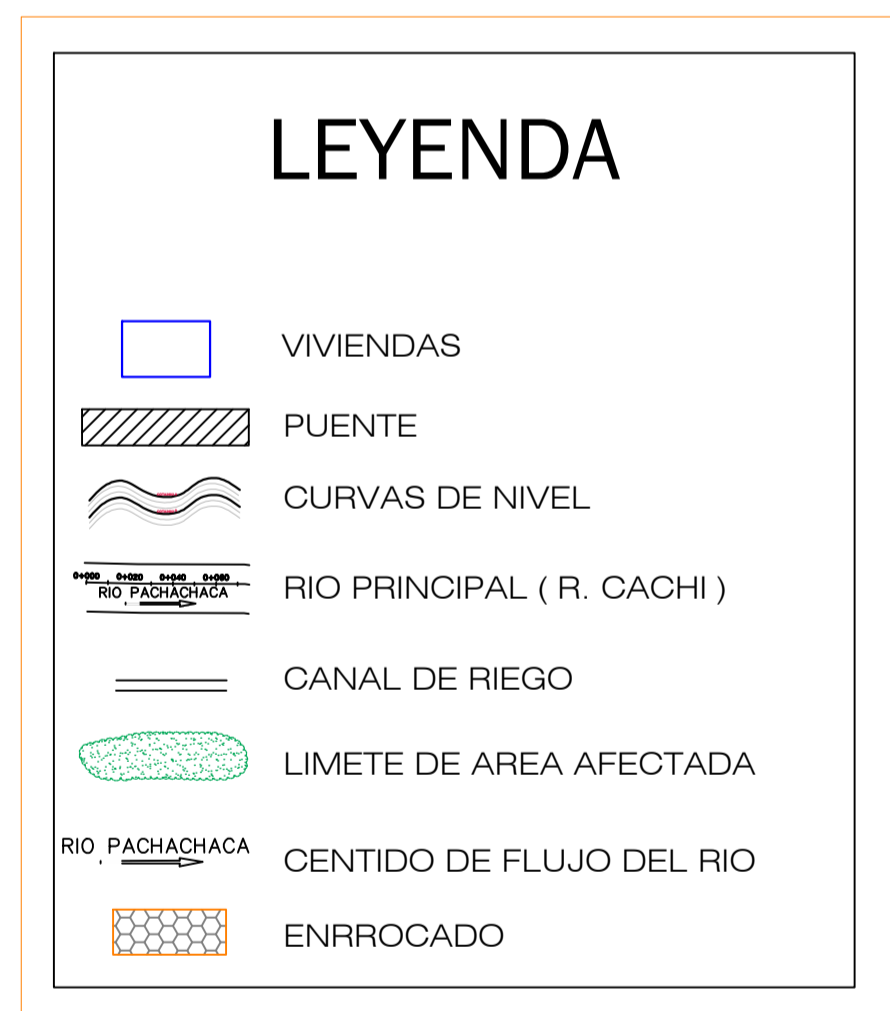 LEYENDA
VIVIENDAS
PUENTE
CURVAS DE NIVEL
0+000 0+020 0+040 0+060
RIO PACHACHACA
RIO PRINCIPAL ( R. CACHI )
CANAL DE RIEGO
LIMETE DE AREA AFECTADA
RIO PACHACHACA
CENTIDO DE FLUJO DEL RIO
ENRROCADO